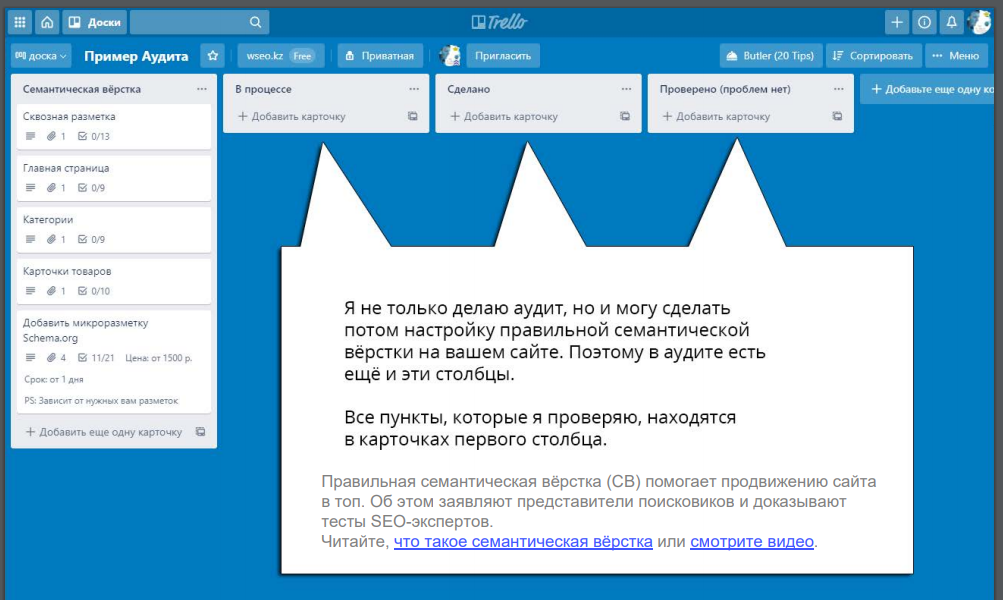 Доски
Trello
доска
Пример Аудита
wseo.kz Free
Приватная
Пригласить
Butler (20 Tips)
Сортировать
··· Меню
Семантическая вёрстка ···
Сквозная разметка
1 0/13
Главная страница
1 0/9
Категории
1 0/9
Карточки товаров
1 0/10
Добавить микроразметку
Schema.org
4 11/21 Цена: от 1500 р.
Срок: от 1 дня
PS: Зависит от нужных вам разметок
+ Добавить еще одну карточку
В процессе ···
+ Добавить карточку
Сделано ···
+ Добавить карточку
Проверено (проблем нет) ···
+ Добавить карточку
+ Добавьте еще одну ко
Я не только делаю аудит, но и могу сделать
потом настройку правильной семантической
вёрстки на вашем сайте. Поэтому в аудите есть
ещё и эти столбцы.
Все пункты, которые я проверяю, находятся
в карточках первого столбца.
Правильная семантическая вёрстка (СВ) помогает продвижению сайта
в топ. Об этом заявляют представители поисковиков и доказывают
тесты SEO-экспертов.
Читайте, что такое семантическая вёрстка или смотрите видео.